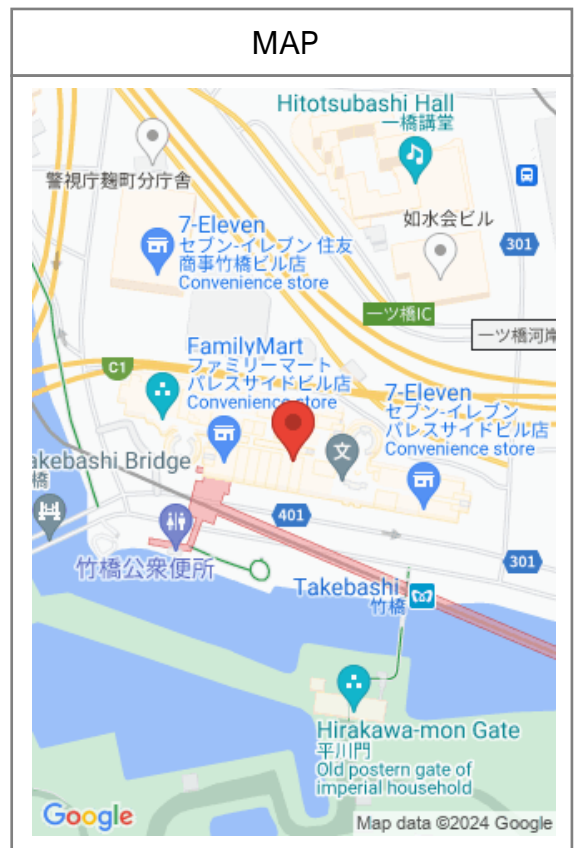 MAP
Hitotsubashi Hall
一橋講堂
警視庁麹町分庁舎
7-Eleven
セブン-イレブン 住友
商事竹橋ビル店
Convenience store
如水会ビル
301
一ツ橋IC
一ツ橋河岸
C1
FamilyMart
ファミリーマート
パレスサイドビル店
Convenience store
7-Eleven
セブン-イレブン
パレスサイドビル店
Convenience store
文
akebashi Bridge
橋
401
301
竹橋公衆便所
Takebashi
竹橋
Hirakawa-mon Gate
平川門
Old postern gate of
imperial household
Google
Map data ©2024 Google